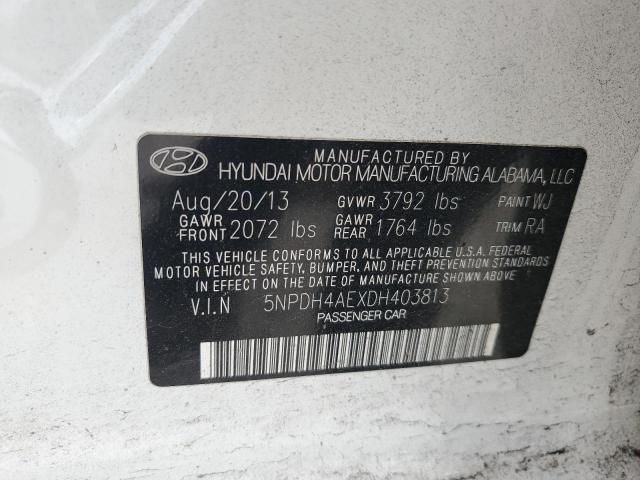 MANUFACTURED BY
HYUNDAI MOTOR MANUFACTURING ALABAMA, LLC
Aug/20/13 GVWR 3792 lbs PAINT WJ
GAWR FRONT 2072 lbs GAWR REAR 1764 lbs TRIM RA
THIS VEHICLE CONFORMS TO ALL APPLICABLE U.S.A. FEDERAL
MOTOR VEHICLE SAFETY, BUMPER, AND THEFT PREVENTION
STANDARDS IN EFFECT ON THE DATE OF MANUFACTURE SHOWN ABOVE.
V.I.N 5NPDH4AEXDH403813
PASSENGER CAR